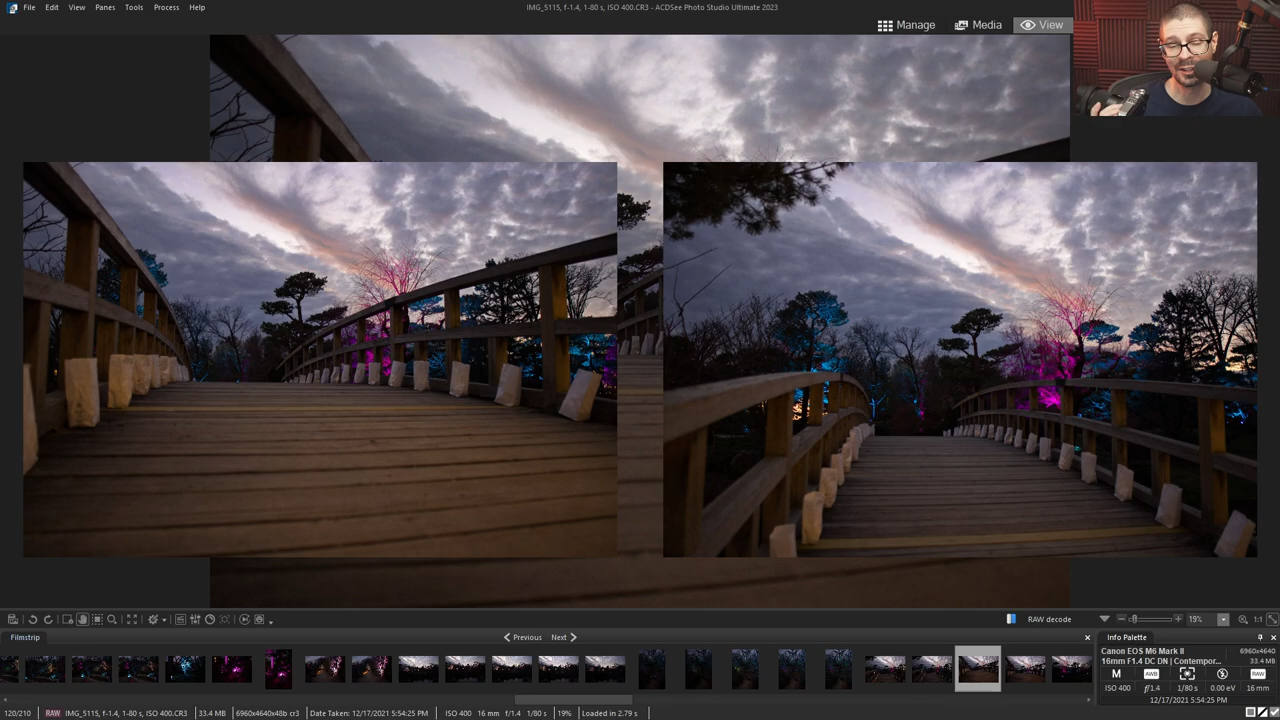 File Edit View Panes Tools Process Help
IMG_5115, f-1.4, 1-80 s, ISO 400.CR3 - ACDSee Photo Studio Ultimate 2023
Manage Media View
RAW decode
19%
1:1
Filmstrip
Previous Next
Info Palette
Canon EOS M6 Mark II
16mm F1.4 DC DN | Contempor...
6960x4640
33.4 MB
M AWB RAW
ISO 400 f/1.4 1/80 s 0.00 eV 16 mm
12/17/2021 5:54:25 PM
120/210 RAW IMG_5115, f-1.4, 1-80 s, ISO 400.CR3 33.4 MB 6960x4640x48b cr3 Date Taken: 12/17/2021 5:54:25 PM ISO 400 16 mm f/1.4 1/80 s 19% Loaded in 2.79 s